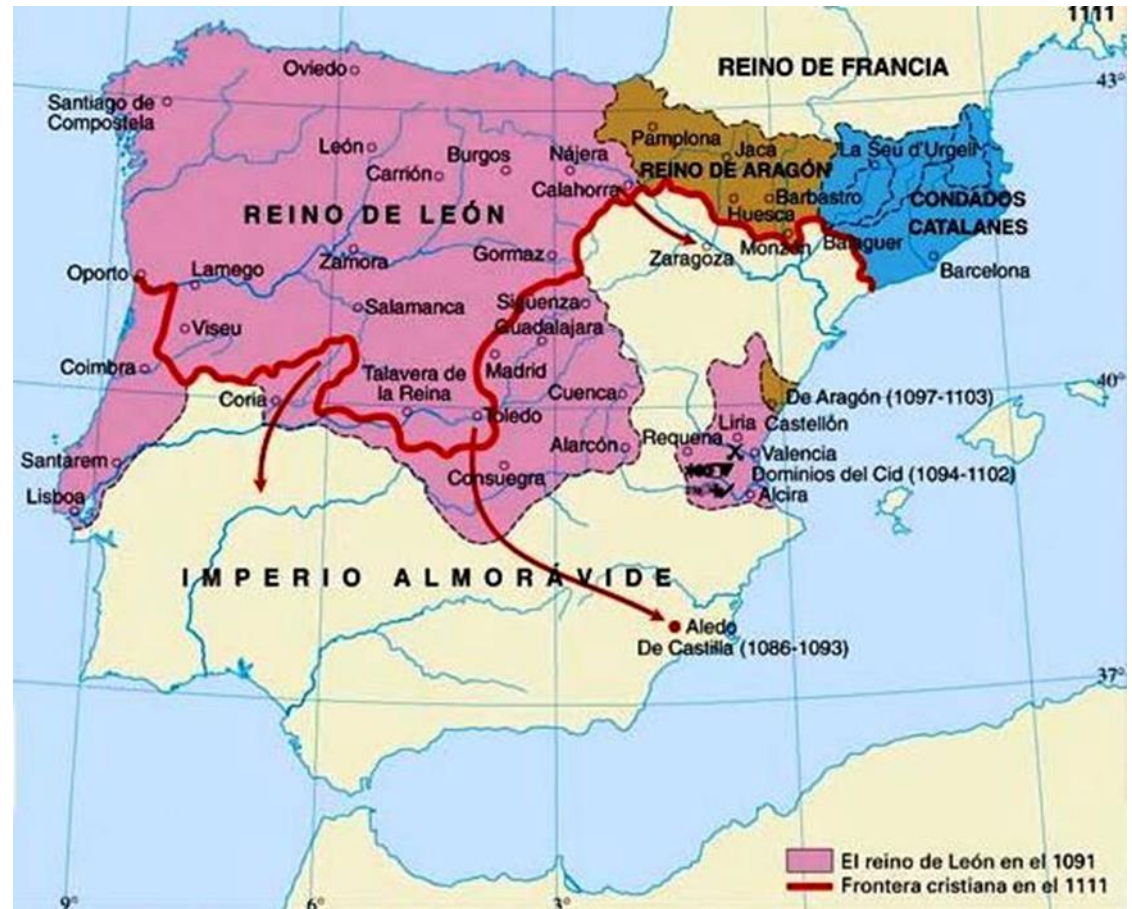 1111
REINO DE FRANCIA
43°
Oviedo
Santiago de
Compostela
Pamplona
Jaca
La Seu d'Urgell
León
Burgos
Nájera
Carrión
REINO DE ARAGÓN
Calahorra
Barbastro
CONDADOS
CATALANES
Huesca
REINO DE LEÓN
Monzón
Balaguer
Zamora
Gormaz
Zaragoza
Barcelona
Oporto
Lamego
Salamanca
Sigüenza
Guadalajara
Viseu
Coimbra
Madrid
Talavera de
la Reina
Cuenca
40°
Coria
Toledo
De Aragón (1097-1103)
Liria
Castellón
Requena
Alarcón
Valencia
Santarem
Consuegra
Dominios del Cid (1094-1102)
Alcira
Lisboa
IMPERIO ALMORÁVIDE
Aledo
De Castilla (1086-1093)
37°
El reino de León en el 1091
Frontera cristiana en el 1111
9°
6°
3°